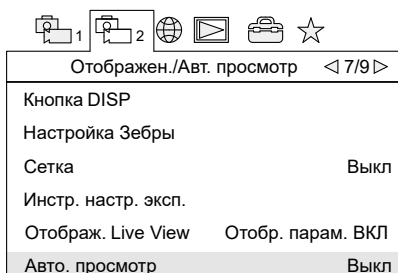 1 2
Отображен./Авт. просмотр ◁ 7/9 ▷
Кнопка DISP
Настройка Зебры
Сетка Выкл
Инстр. настр. эксп.
Отображ. Live View Отобр. парам. ВКЛ
Авто. просмотр Выкл